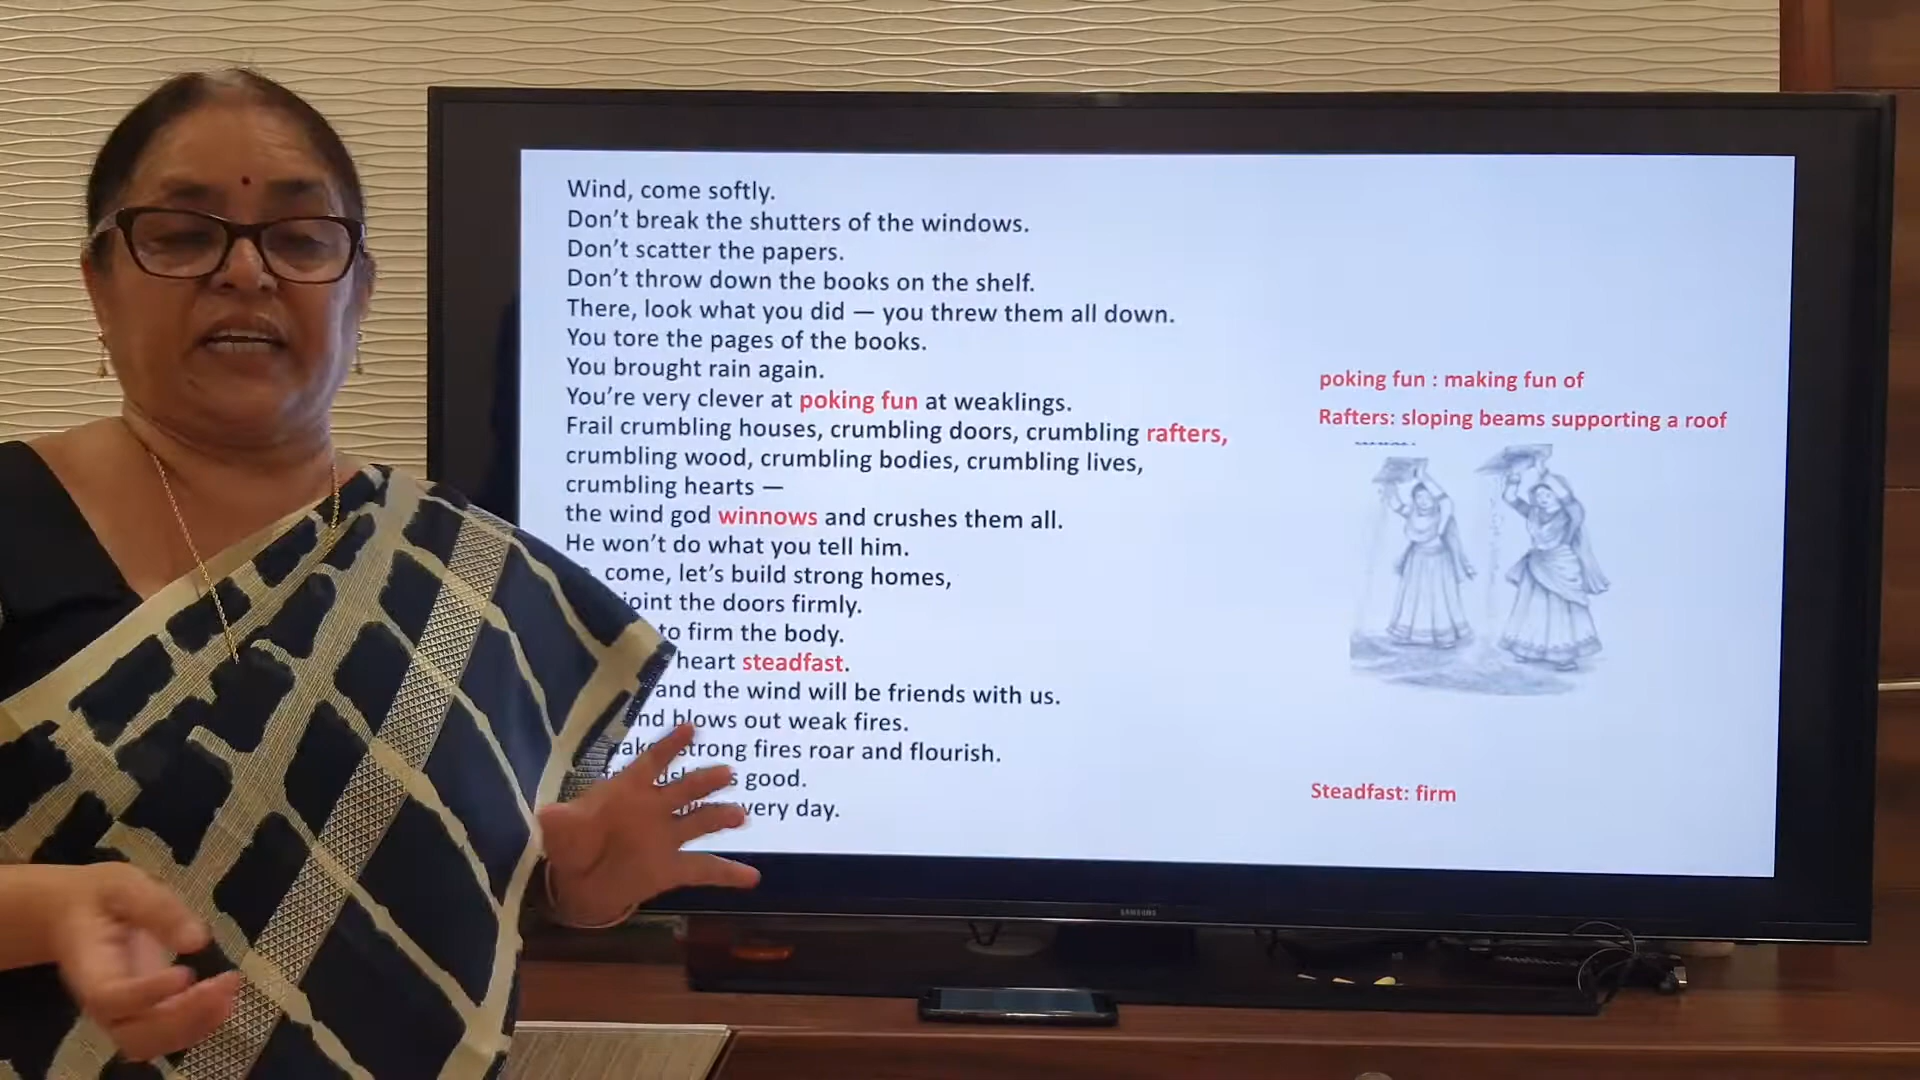 Wind, come softly.
Don’t break the shutters of the windows.
Don’t scatter the papers.
Don’t throw down the books on the shelf.
There, look what you did — you threw them all down.
You tore the pages of the books.
You brought rain again.
You’re very clever at poking fun at weaklings.
Frail crumbling houses, crumbling doors, crumbling rafters,
crumbling wood, crumbling bodies, crumbling lives,
crumbling hearts —
the wind god winnows and crushes them all.
He won’t do what you tell him.
come, let’s build strong homes,
joint the doors firmly.
to firm the body.
heart steadfast.
and the wind will be friends with us.
blows out weak fires.
strong fires roar and flourish.
good.
every day.
poking fun : making fun of
Rafters: sloping beams supporting a roof
Steadfast: firm
SAMSUNG